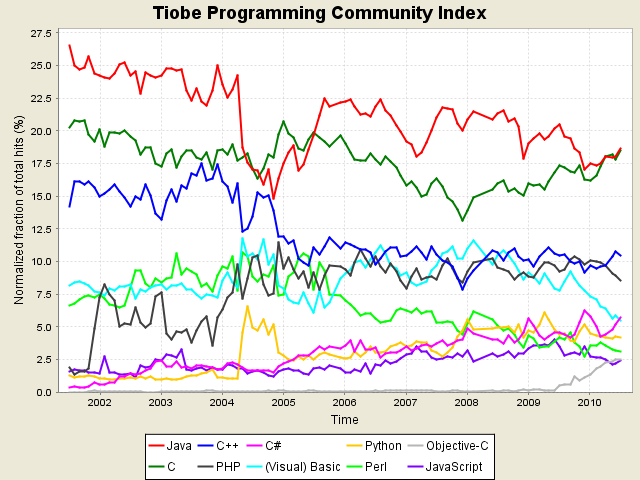 Tiobe Programming Community Index
Normalized fraction of total hits (%)
27.5
25.0
22.5
20.0
17.5
15.0
12.5
10.0
7.5
5.0
2.5
0.0
2002 2003 2004 2005 2006 2007 2008 2009 2010
Time
Java C++ C# Python Objective-C
C PHP (Visual) Basic Perl JavaScript